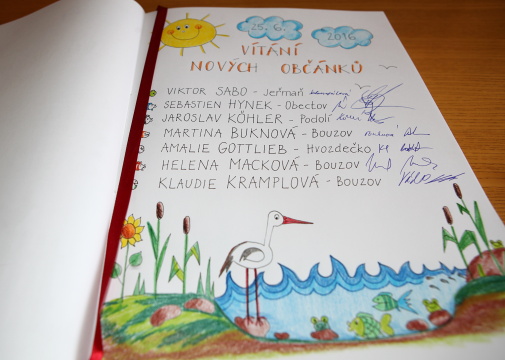 25. 6. 2016
VÍTÁNÍ
NOVÝCH OBČÁNKŮ
VIKTOR SABO - Jeřmaň
SEBASTIEN HYNEK - Obectov
JAROSLAV KÖHLER - Podolí
MARTINA BUKNOVÁ - Bouzov
AMALIE GOTTLIEB - Hvozdečko
HELENA MACKOVÁ - Bouzov
KLAUDIE KRAMPLOVÁ - Bouzov